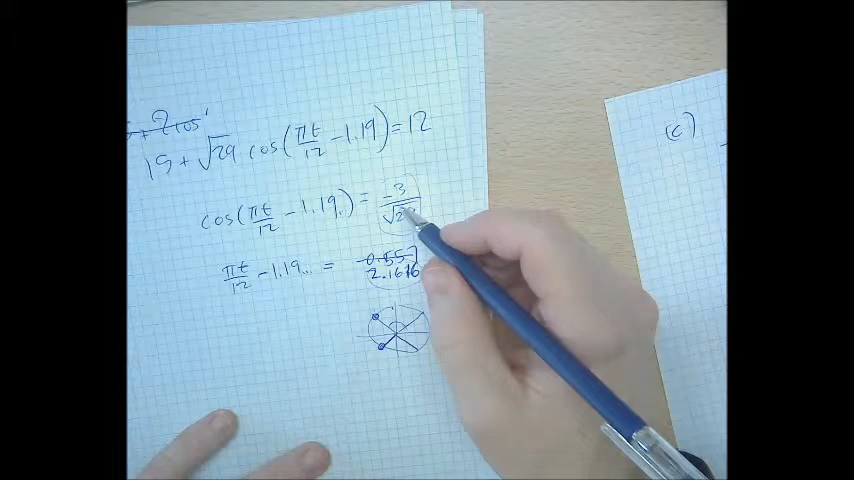 15 + √29 cos(πt/12 - 1.19) = 12
(c)
cos(πt/12 - 1.19..) = -3/√29
πt/12 - 1.19... = 2.1616